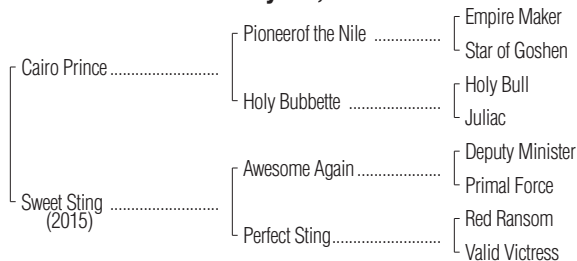 Pioneerof the Nile ................
Empire Maker
Star of Goshen
Cairo Prince ..........................
Holy Bubbette ......................
Holy Bull
Juliac
Awesome Again ....................
Deputy Minister
Primal Force
Sweet Sting ..........................
(2015)
Perfect Sting..........................
Red Ransom
Valid Victress